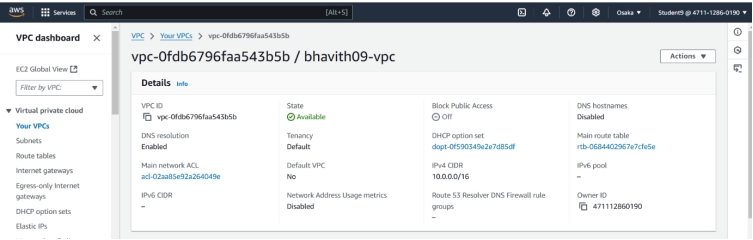 aws
Services
Search
[Alt+S]
Osaka ▼
Student9 @ 4711-1286-0190 ▼
VPC dashboard
EC2 Global View
Filter by VPC:
Virtual private cloud
Your VPCs
Subnets
Route tables
Internet gateways
Egress-only Internet
gateways
DHCP option sets
Elastic IPs
VPC > Your VPCs > vpc-0fdb6796faa543b5b
vpc-0fdb6796faa543b5b / bhavith09-vpc
Actions ▼
Details Info
VPC ID
vpc-0fdb6796faa543b5b
State
Available
Block Public Access
Off
DNS hostnames
Disabled
DNS resolution
Enabled
Tenancy
Default
DHCP option set
dopt-0f590349e2e7d85df
Main route table
rtb-0684402967e7cfe5e
Main network ACL
acl-02aa85e92a264049e
Default VPC
No
IPv4 CIDR
10.0.0.0/16
IPv6 pool
–
IPv6 CIDR
–
Network Address Usage metrics
Disabled
Route 53 Resolver DNS Firewall rule
groups
–
Owner ID
471112860190